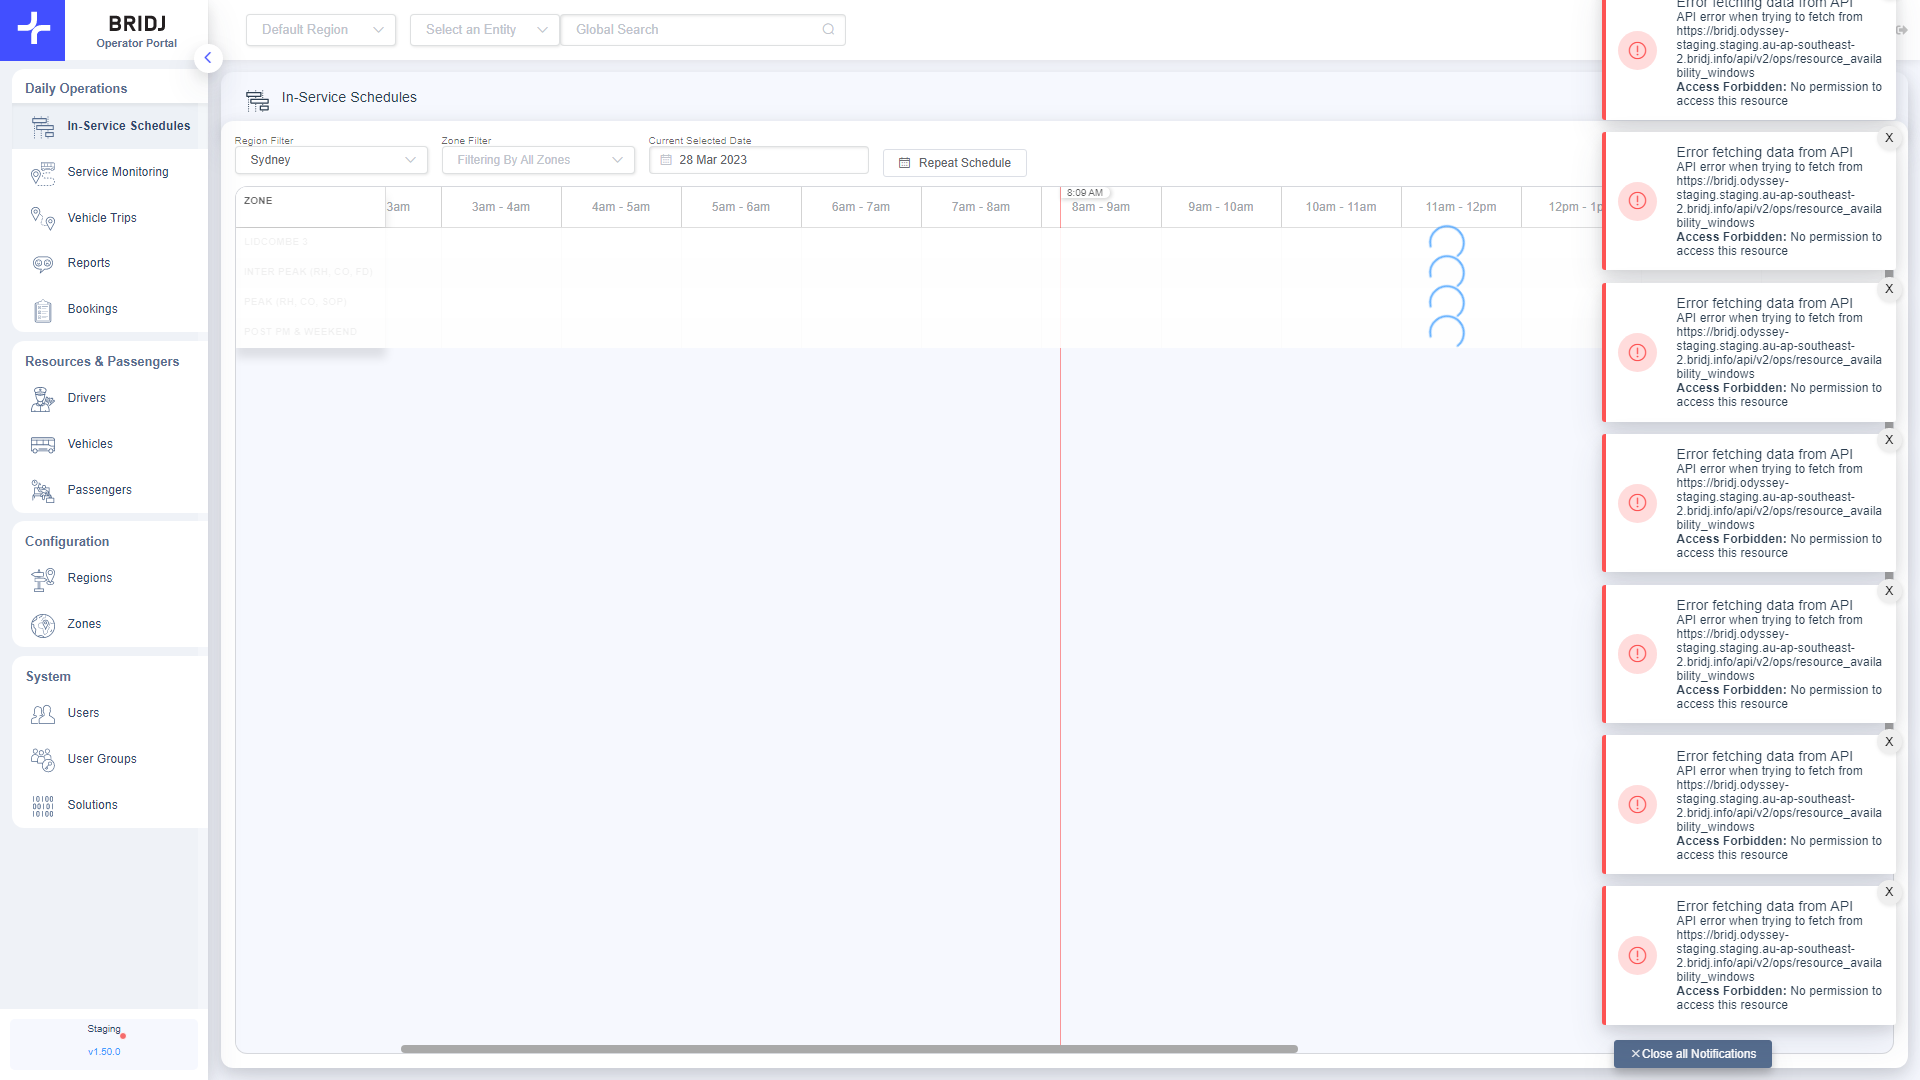 BRIDJ
Operator Portal
Default Region
Select an Entity
Global Search
Daily Operations
In-Service Schedules
Service Monitoring
Vehicle Trips
Reports
Bookings
Resources & Passengers
Drivers
Vehicles
Passengers
Configuration
Regions
Zones
System
Users
User Groups
Solutions
Staging
v1.50.0
In-Service Schedules
Region Filter
Sydney
Zone Filter
Filtering By All Zones
Current Selected Date
28 Mar 2023
Repeat Schedule
ZONE
3am
3am - 4am
4am - 5am
5am - 6am
6am - 7am
7am - 8am
8:09 AM
8am - 9am
9am - 10am
10am - 11am
11am - 12pm
12pm - 1p
LIDCOMBE 3
INTER PEAK (RH, CO, FD)
PEAK (RH, CO, SOP)
POST PM & WEEKEND
Error fetching data from API
API error when trying to fetch from
https://bridj.odyssey-
staging.staging.au-ap-southeast-
2.bridj.info/api/v2/ops/resource_availa
bility_windows
Access Forbidden: No permission to
access this resource
X
Error fetching data from API
API error when trying to fetch from
https://bridj.odyssey-
staging.staging.au-ap-southeast-
2.bridj.info/api/v2/ops/resource_availa
bility_windows
Access Forbidden: No permission to
access this resource
X
Error fetching data from API
API error when trying to fetch from
https://bridj.odyssey-
staging.staging.au-ap-southeast-
2.bridj.info/api/v2/ops/resource_availa
bility_windows
Access Forbidden: No permission to
access this resource
X
Error fetching data from API
API error when trying to fetch from
https://bridj.odyssey-
staging.staging.au-ap-southeast-
2.bridj.info/api/v2/ops/resource_availa
bility_windows
Access Forbidden: No permission to
access this resource
X
Error fetching data from API
API error when trying to fetch from
https://bridj.odyssey-
staging.staging.au-ap-southeast-
2.bridj.info/api/v2/ops/resource_availa
bility_windows
Access Forbidden: No permission to
access this resource
X
Error fetching data from API
API error when trying to fetch from
https://bridj.odyssey-
staging.staging.au-ap-southeast-
2.bridj.info/api/v2/ops/resource_availa
bility_windows
Access Forbidden: No permission to
access this resource
X
Error fetching data from API
API error when trying to fetch from
https://bridj.odyssey-
staging.staging.au-ap-southeast-
2.bridj.info/api/v2/ops/resource_availa
bility_windows
Access Forbidden: No permission to
access this resource
×Close all Notifications